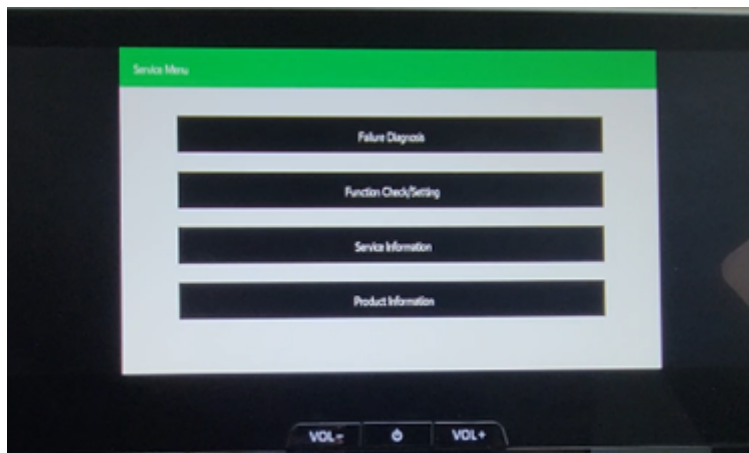 Service Menu
Failure Diagnosis
Function Check/Setting
Service Information
Product Information
VOL- VOL+